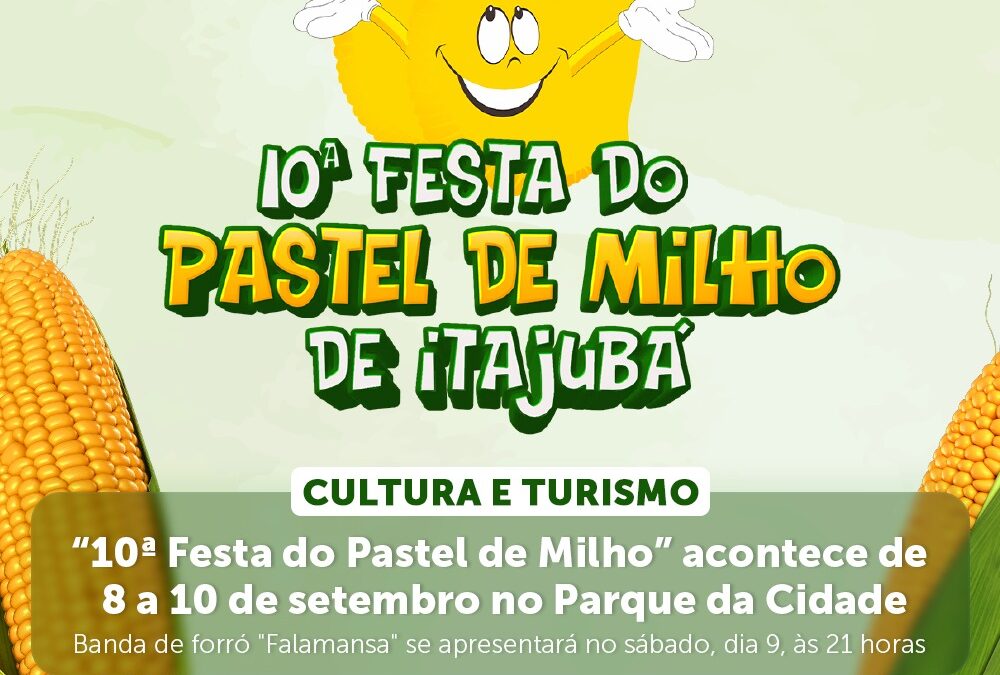 10ª FESTA DO
PASTEL DE MiLHO
DE iTAJUBÁ
CULTURA E TURISMO
“10ª Festa do Pastel de Milho” acontece de
8 a 10 de setembro no Parque da Cidade
Banda de forró "Falamansa" se apresentará no sábado, dia 9, às 21 horas